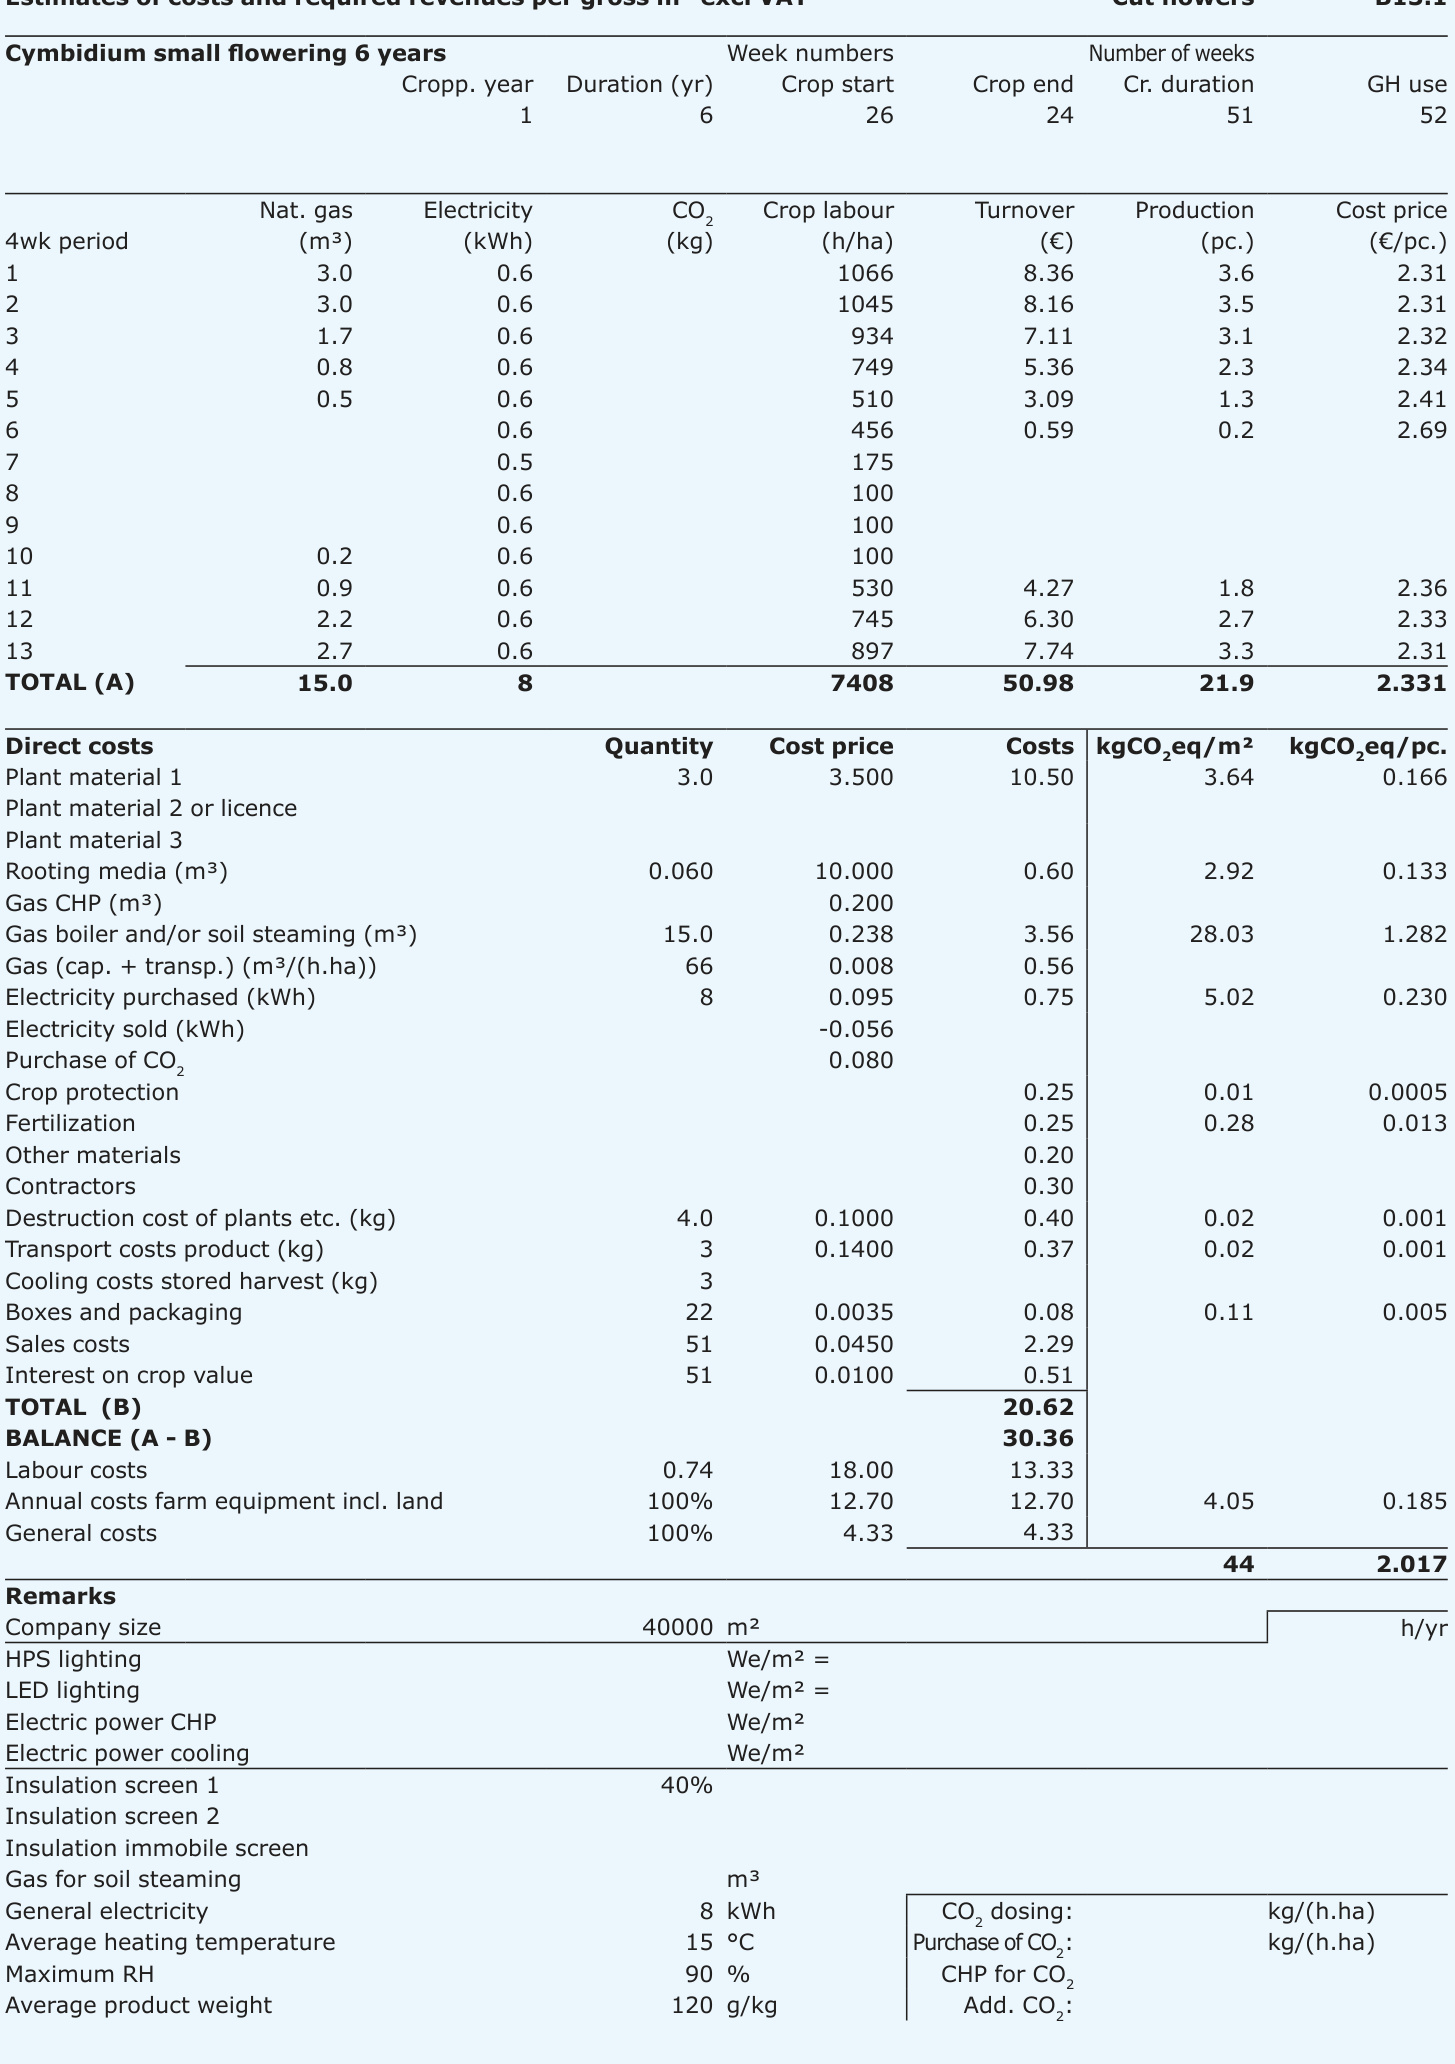 Estimates of costs and required revenues per gross m² excl VAT Cut flowers B13.1
Cymbidium small flowering 6 years Week numbers Number of weeks
Cropp. year Duration (yr) Crop start Crop end Cr. duration GH use
1 6 26 24 51 52
Nat. gas Electricity CO₂ Crop labour Turnover Production Cost price
4wk period (m³) (kWh) (kg) (h/ha) (€) (pc.) (€/pc.)
1 3.0 0.6 1066 8.36 3.6 2.31
2 3.0 0.6 1045 8.16 3.5 2.31
3 1.7 0.6 934 7.11 3.1 2.32
4 0.8 0.6 749 5.36 2.3 2.34
5 0.5 0.6 510 3.09 1.3 2.41
6 0.6 456 0.59 0.2 2.69
7 0.5 175
8 0.6 100
9 0.6 100
10 0.2 0.6 100
11 0.9 0.6 530 4.27 1.8 2.36
12 2.2 0.6 745 6.30 2.7 2.33
13 2.7 0.6 897 7.74 3.3 2.31
TOTAL (A) 15.0 8 7408 50.98 21.9 2.331
Direct costs Quantity Cost price Costs kgCO₂eq/m² kgCO₂eq/pc.
Plant material 1 3.0 3.500 10.50 3.64 0.166
Plant material 2 or licence
Plant material 3
Rooting media (m³) 0.060 10.000 0.60 2.92 0.133
Gas CHP (m³) 0.200
Gas boiler and/or soil steaming (m³) 15.0 0.238 3.56 28.03 1.282
Gas (cap. + transp.) (m³/(h.ha)) 66 0.008 0.56
Electricity purchased (kWh) 8 0.095 0.75 5.02 0.230
Electricity sold (kWh) -0.056
Purchase of CO₂ 0.080
Crop protection 0.25 0.01 0.0005
Fertilization 0.25 0.28 0.013
Other materials 0.20
Contractors 0.30
Destruction cost of plants etc. (kg) 4.0 0.1000 0.40 0.02 0.001
Transport costs product (kg) 3 0.1400 0.37 0.02 0.001
Cooling costs stored harvest (kg) 3
Boxes and packaging 22 0.0035 0.08 0.11 0.005
Sales costs 51 0.0450 2.29
Interest on crop value 51 0.0100 0.51
TOTAL (B) 20.62
BALANCE (A - B) 30.36
Labour costs 0.74 18.00 13.33
Annual costs farm equipment incl. land 100% 12.70 12.70 4.05 0.185
General costs 100% 4.33 4.33
44 2.017
Remarks
Company size 40000 m² h/yr
HPS lighting We/m² =
LED lighting We/m² =
Electric power CHP We/m²
Electric power cooling We/m²
Insulation screen 1 40%
Insulation screen 2
Insulation immobile screen
Gas for soil steaming m³
General electricity 8 kWh CO₂ dosing: kg/(h.ha)
Average heating temperature 15 °C Purchase of CO₂: kg/(h.ha)
Maximum RH 90 % CHP for CO₂
Average product weight 120 g/kg Add. CO₂: